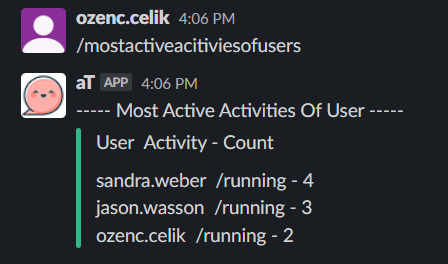 ozenc.celik 4:06 PM
/mostactiveacitiviesofusers
aT APP 4:06 PM
----- Most Active Activities Of User -----
User Activity - Count
sandra.weber /running - 4
jason.wasson /running - 3
ozenc.celik /running - 2